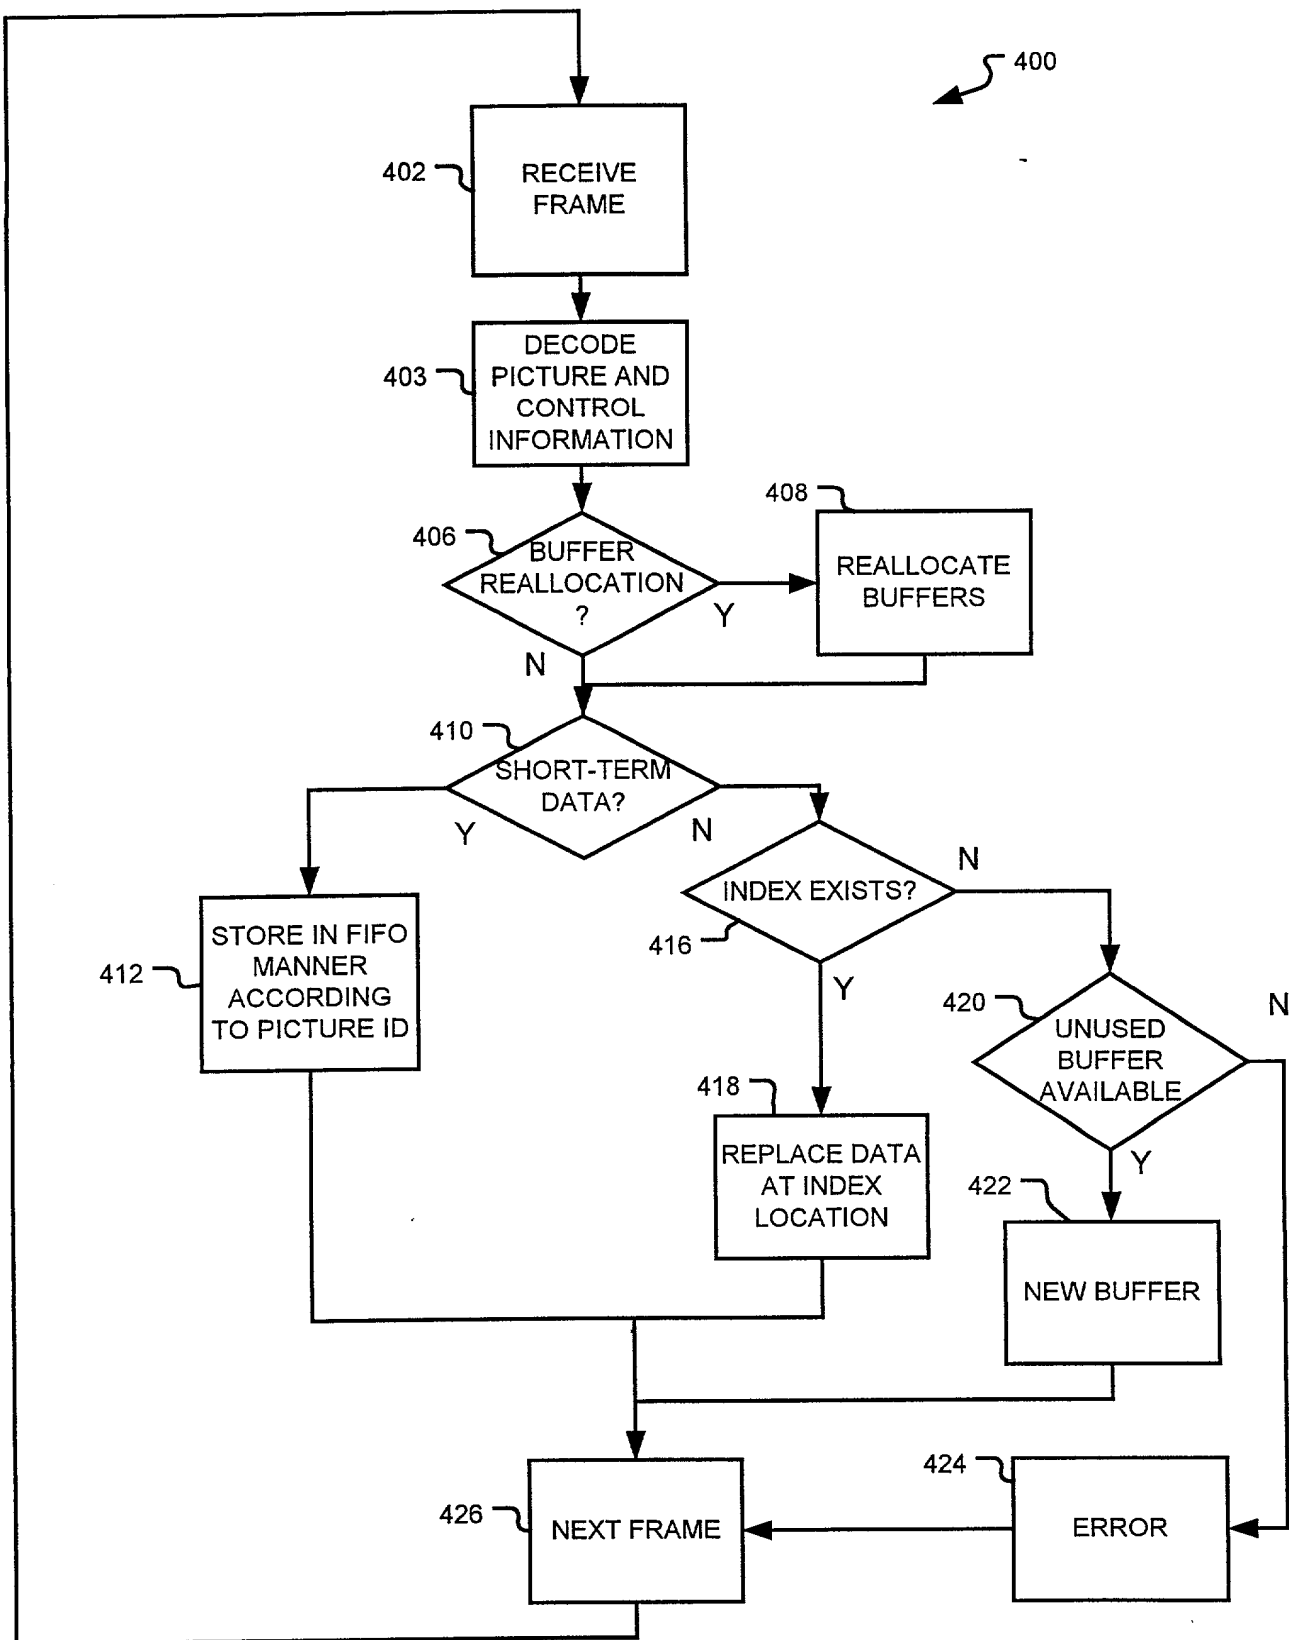 400
402
RECEIVE
FRAME
403
DECODE
PICTURE AND
CONTROL
INFORMATION
406
BUFFER
REALLOCATION
?
Y
N
408
REALLOCATE
BUFFERS
410
SHORT-TERM
DATA?
Y
N
412
STORE IN FIFO
MANNER
ACCORDING
TO PICTURE ID
INDEX EXISTS?
416
N
Y
420
UNUSED
BUFFER
AVAILABLE
N
Y
418
REPLACE DATA
AT INDEX
LOCATION
422
NEW BUFFER
424
ERROR
426
NEXT FRAME